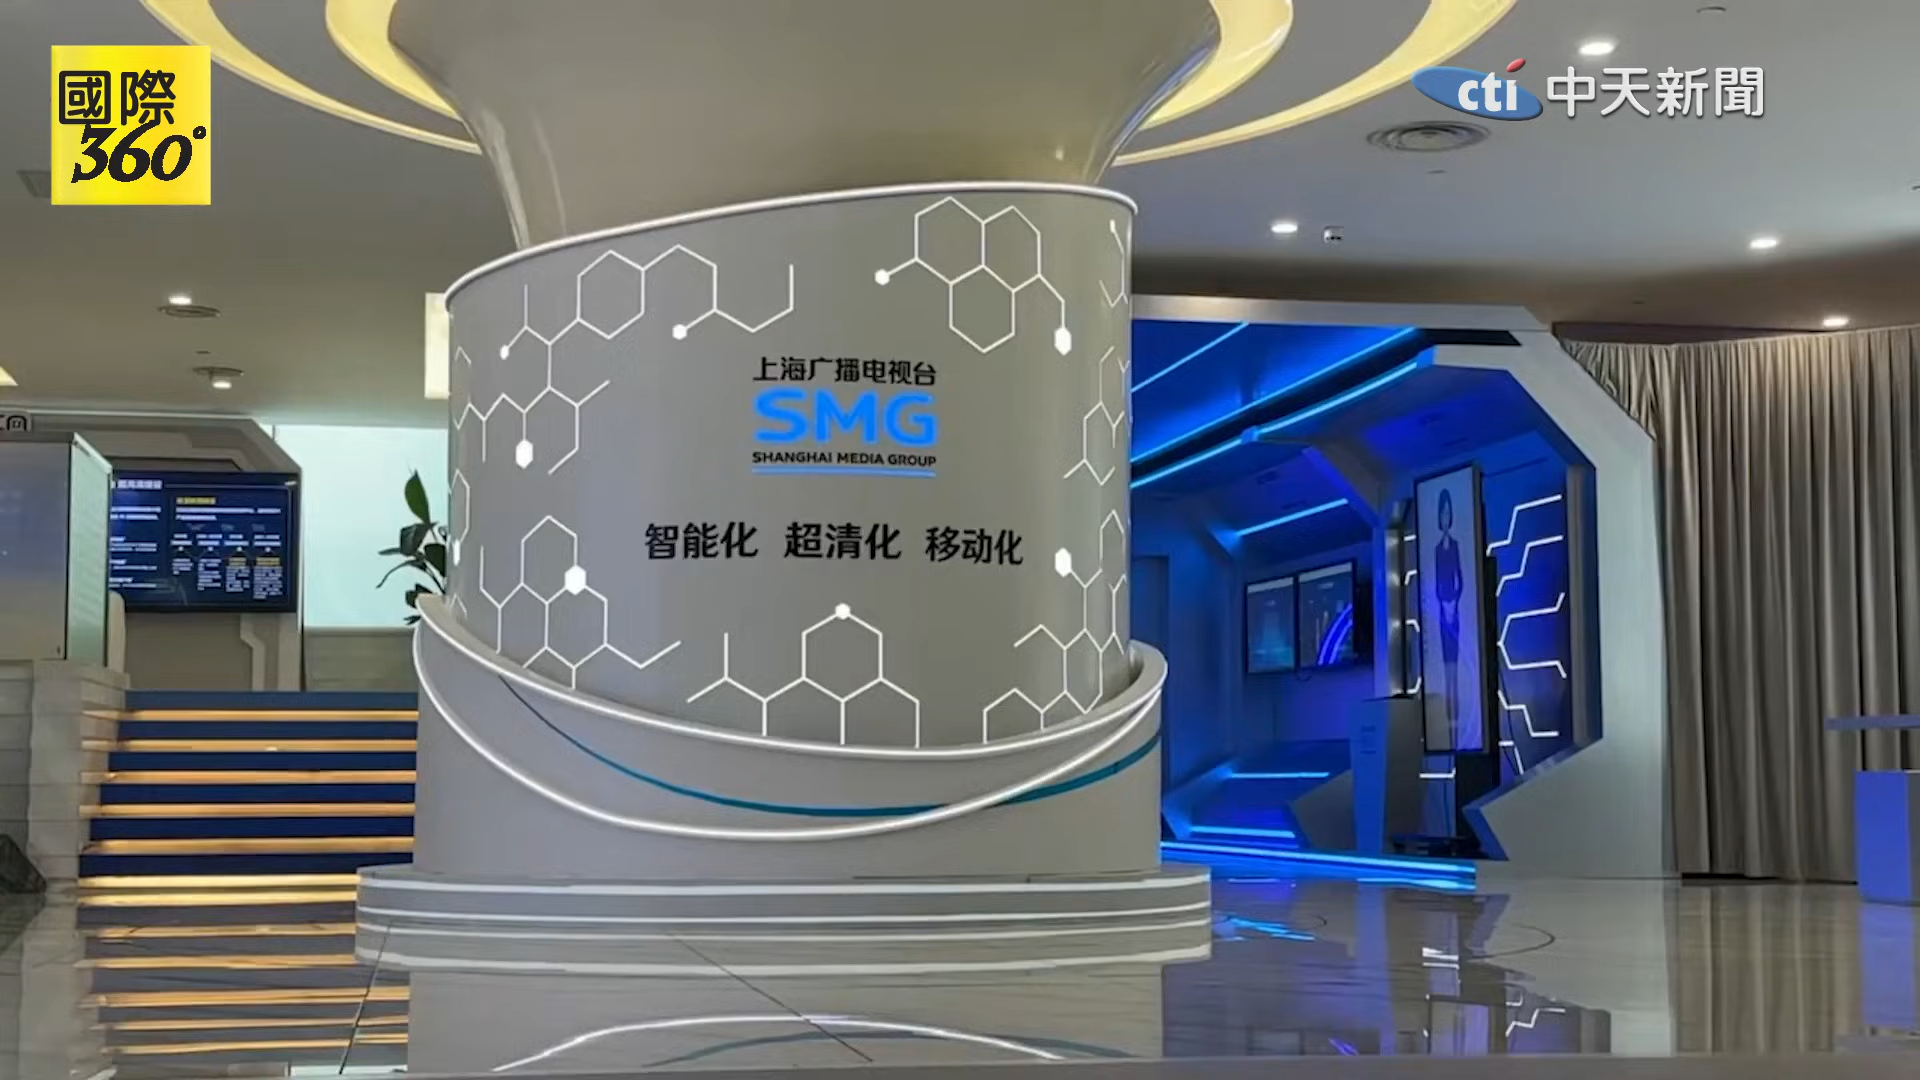 國際
360°
cti 中天新聞
上海广播电视台
SMG
SHANGHAI MEDIA GROUP
智能化 超清化 移动化